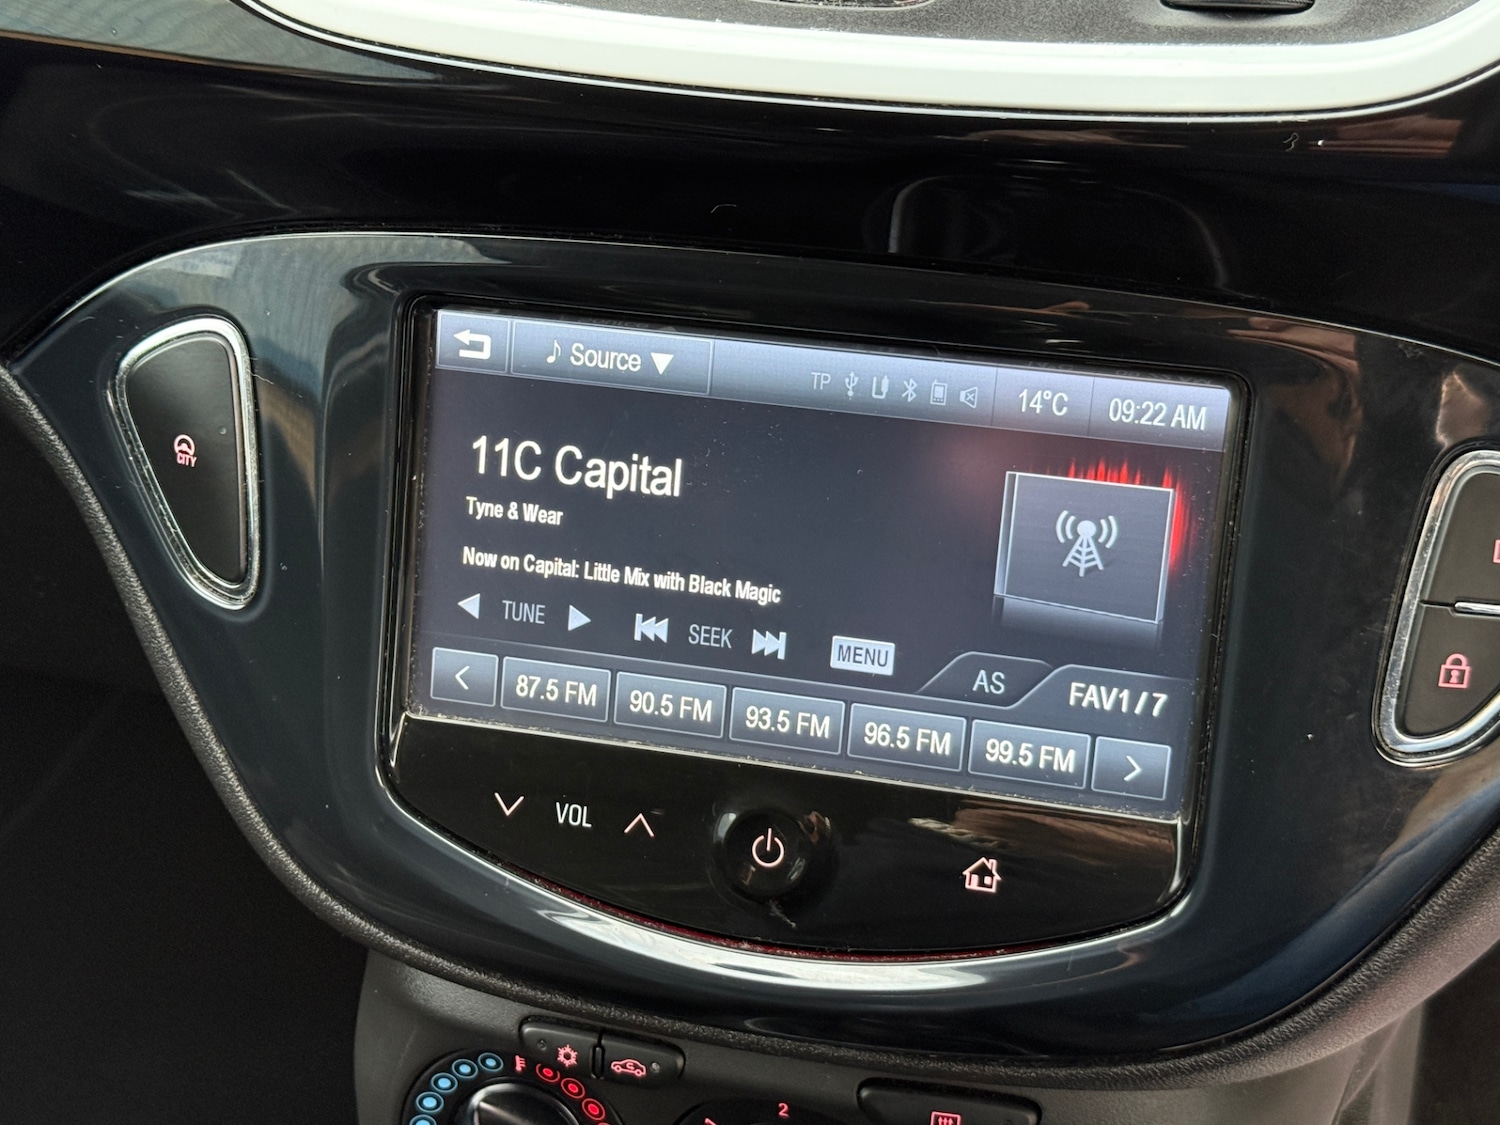 Source
TP
14°C
09:22 AM
11C Capital
Tyne & Wear
Now on Capital: Little Mix with Black Magic
TUNE
SEEK
MENU
AS
FAV1/7
87.5 FM
90.5 FM
93.5 FM
96.5 FM
99.5 FM
VOL
CITY
2